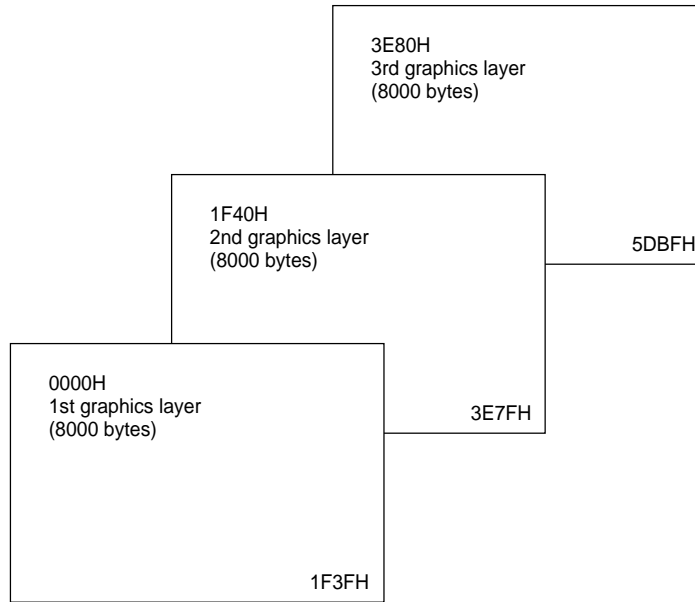 3E80H
3rd graphics layer
(8000 bytes)
1F40H
2nd graphics layer
(8000 bytes)
5DBFH
0000H
1st graphics layer
(8000 bytes)
3E7FH
1F3FH